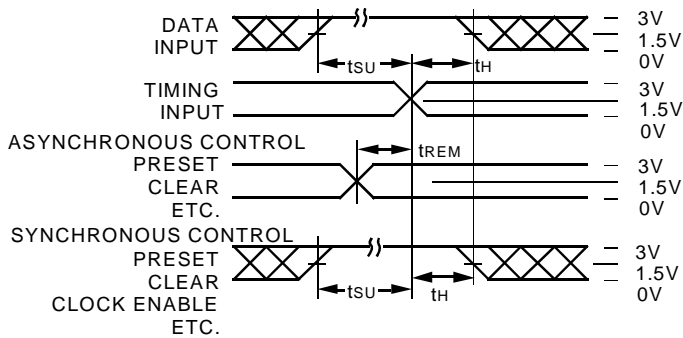 DATA
INPUT
3V
1.5V
0V
tSU
tH
TIMING
INPUT
3V
1.5V
0V
ASYNCHRONOUS CONTROL
PRESET
CLEAR
ETC.
tREM
3V
1.5V
0V
SYNCHRONOUS CONTROL
PRESET
CLEAR
CLOCK ENABLE
ETC.
tSU
tH
3V
1.5V
0V